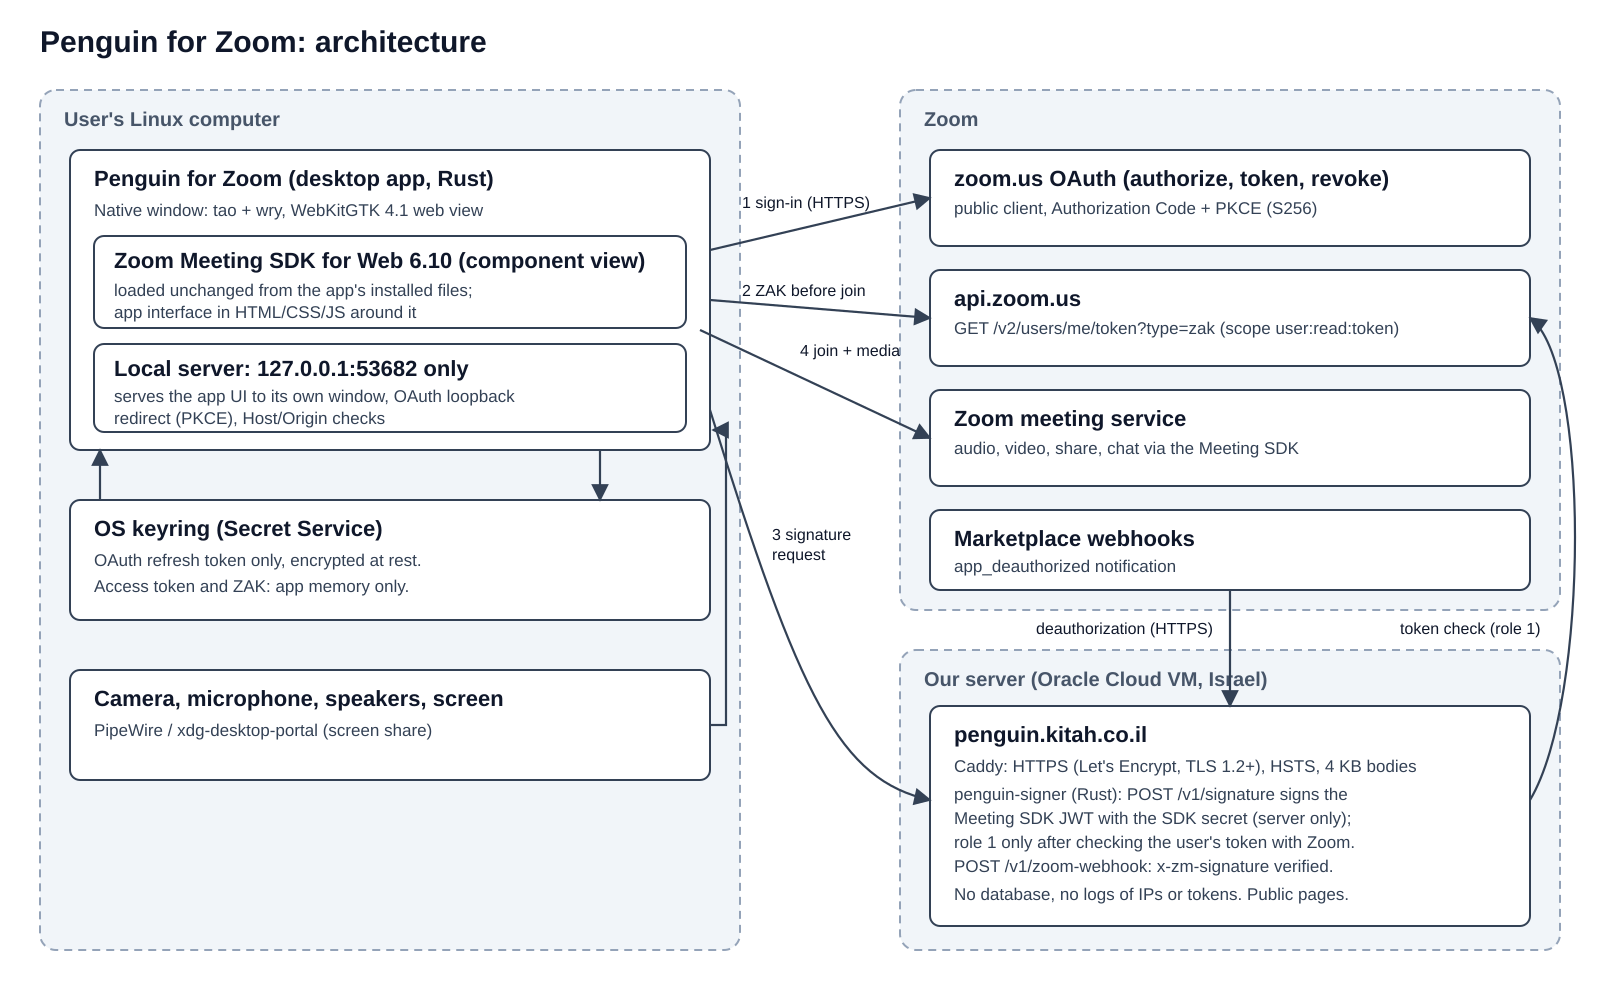 Penguin for Zoom: architecture
User's Linux computer
Penguin for Zoom (desktop app, Rust)
Native window: tao + wry, WebKitGTK 4.1 web view
Zoom Meeting SDK for Web 6.10 (component view)
loaded unchanged from the app's installed files;
app interface in HTML/CSS/JS around it
Local server: 127.0.0.1:53682 only
serves the app UI to its own window, OAuth loopback
redirect (PKCE), Host/Origin checks
OS keyring (Secret Service)
OAuth refresh token only, encrypted at rest.
Access token and ZAK: app memory only.
Camera, microphone, speakers, screen
PipeWire / xdg-desktop-portal (screen share)
1 sign-in (HTTPS)
2 ZAK before join
4 join + media
3 signature
request
Zoom
zoom.us OAuth (authorize, token, revoke)
public client, Authorization Code + PKCE (S256)
api.zoom.us
GET /v2/users/me/token?type=zak (scope user:read:token)
Zoom meeting service
audio, video, share, chat via the Meeting SDK
Marketplace webhooks
app_deauthorized notification
deauthorization (HTTPS)
token check (role 1)
Our server (Oracle Cloud VM, Israel)
penguin.kitah.co.il
Caddy: HTTPS (Let's Encrypt, TLS 1.2+), HSTS, 4 KB bodies
penguin-signer (Rust): POST /v1/signature signs the
Meeting SDK JWT with the SDK secret (server only);
role 1 only after checking the user's token with Zoom.
POST /v1/zoom-webhook: x-zm-signature verified.
No database, no logs of IPs or tokens. Public pages.